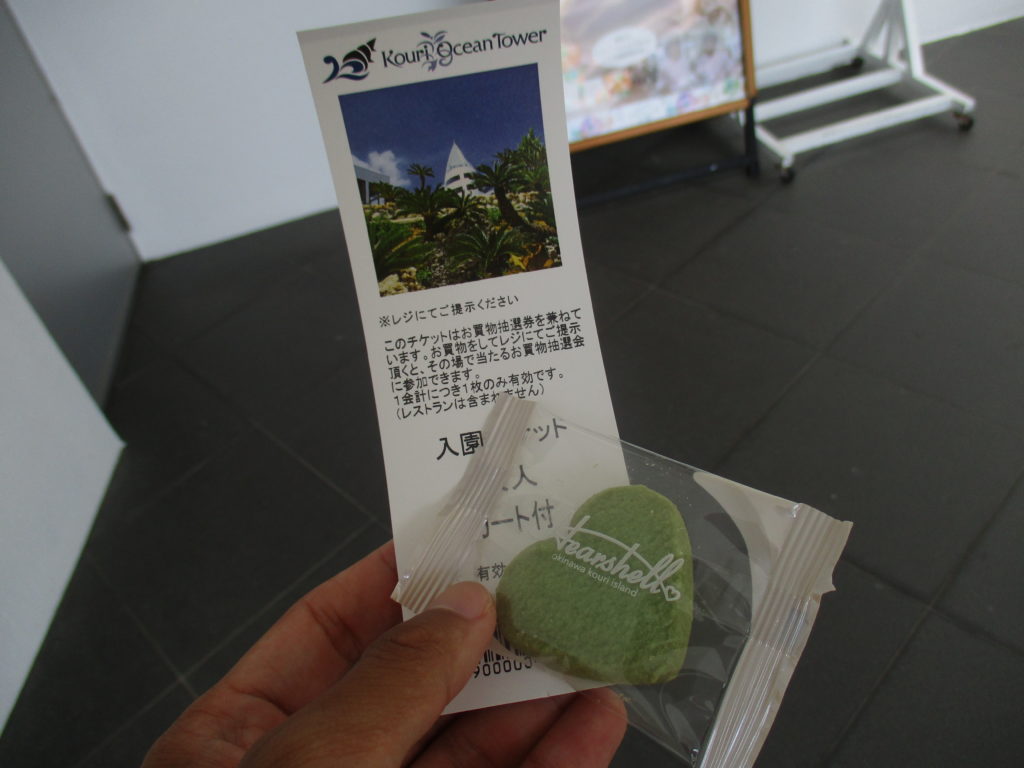 Kouri Ocean Tower
※レジにてご提示ください
このチケットはお買物抽選券を兼ねて
います。お買物をしてレジにてご提示
頂くと、その場で当たるお買物抽選会
に参加できます。
1会計につき1枚のみ有効です。
(レストランは含まれません)
入園 ケット
人
ート付
有効
tearshell
okinawa kouri island